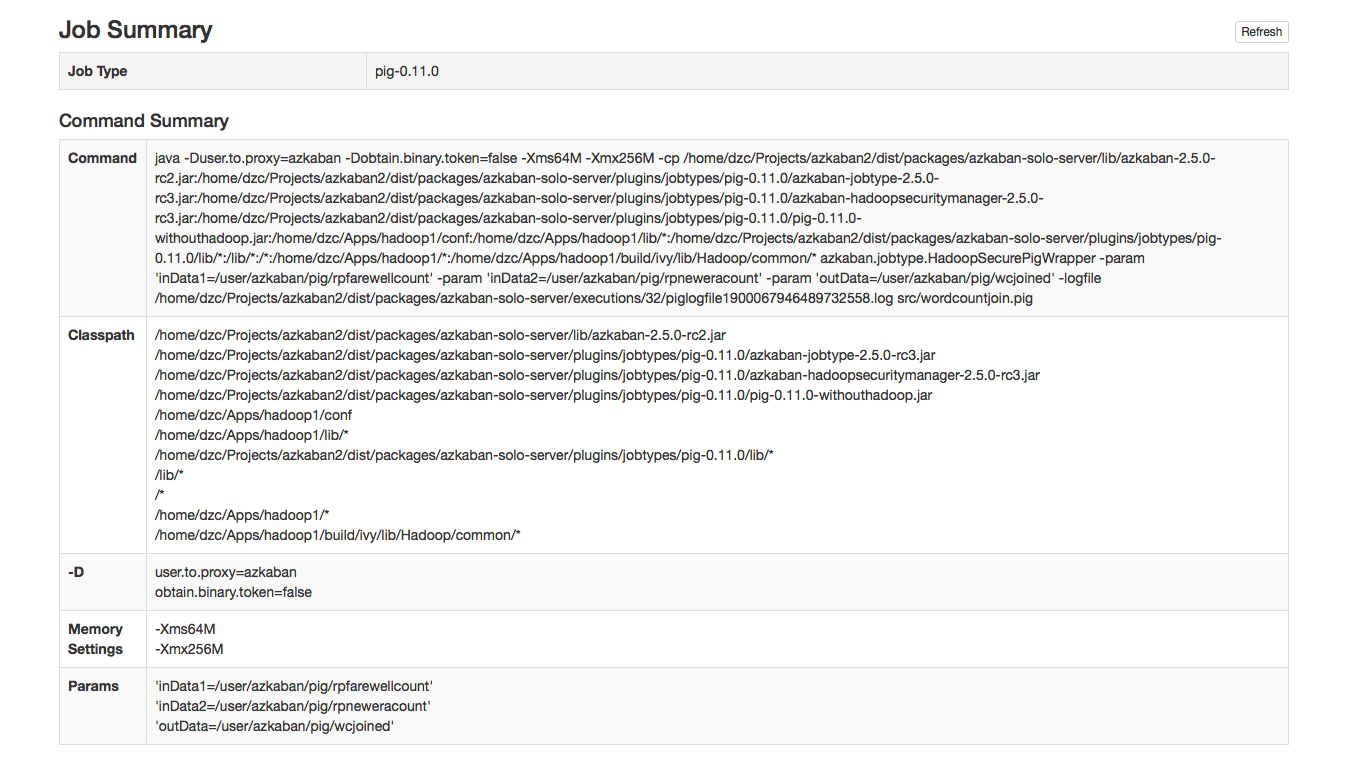 Job Summary
Refresh
Job Type
pig-0.11.0
Command Summary
Command
java -Duser.to.proxy=azkaban -Dobtain.binary.token=false -Xms64M -Xmx256M -cp /home/dzc/Projects/azkaban2/dist/packages/azkaban-solo-server/lib/azkaban-2.5.0-
rc2.jar:/home/dzc/Projects/azkaban2/dist/packages/azkaban-solo-server/plugins/jobtypes/pig-0.11.0/azkaban-jobtype-2.5.0-
rc3.jar:/home/dzc/Projects/azkaban2/dist/packages/azkaban-solo-server/plugins/jobtypes/pig-0.11.0/azkaban-hadoopsecuritymanager-2.5.0-
rc3.jar:/home/dzc/Projects/azkaban2/dist/packages/azkaban-solo-server/plugins/jobtypes/pig-0.11.0/pig-0.11.0-
withouthadoop.jar:/home/dzc/Apps/hadoop1/conf:/home/dzc/Apps/hadoop1/lib/*:/home/dzc/Projects/azkaban2/dist/packages/azkaban-solo-server/plugins/jobtypes/pig-
0.11.0/lib/*:/lib/*:/*:/home/dzc/Apps/hadoop1/*:/home/dzc/Apps/hadoop1/build/ivy/lib/Hadoop/common/* azkaban.jobtype.HadoopSecurePigWrapper -param
'inData1=/user/azkaban/pig/rpfarewellcount' -param 'inData2=/user/azkaban/pig/rpneweracount' -param 'outData=/user/azkaban/pig/wcjoined' -logfile
/home/dzc/Projects/azkaban2/dist/packages/azkaban-solo-server/executions/32/piglogfile1900067946489732558.log src/wordcountjoin.pig
Classpath
/home/dzc/Projects/azkaban2/dist/packages/azkaban-solo-server/lib/azkaban-2.5.0-rc2.jar
/home/dzc/Projects/azkaban2/dist/packages/azkaban-solo-server/plugins/jobtypes/pig-0.11.0/azkaban-jobtype-2.5.0-rc3.jar
/home/dzc/Projects/azkaban2/dist/packages/azkaban-solo-server/plugins/jobtypes/pig-0.11.0/azkaban-hadoopsecuritymanager-2.5.0-rc3.jar
/home/dzc/Projects/azkaban2/dist/packages/azkaban-solo-server/plugins/jobtypes/pig-0.11.0/pig-0.11.0-withouthadoop.jar
/home/dzc/Apps/hadoop1/conf
/home/dzc/Apps/hadoop1/lib/*
/home/dzc/Projects/azkaban2/dist/packages/azkaban-solo-server/plugins/jobtypes/pig-0.11.0/lib/*
/lib/*
/*
/home/dzc/Apps/hadoop1/*
/home/dzc/Apps/hadoop1/build/ivy/lib/Hadoop/common/*
-D
user.to.proxy=azkaban
obtain.binary.token=false
Memory
Settings
-Xms64M
-Xmx256M
Params
'inData1=/user/azkaban/pig/rpfarewellcount'
'inData2=/user/azkaban/pig/rpneweracount'
'outData=/user/azkaban/pig/wcjoined'